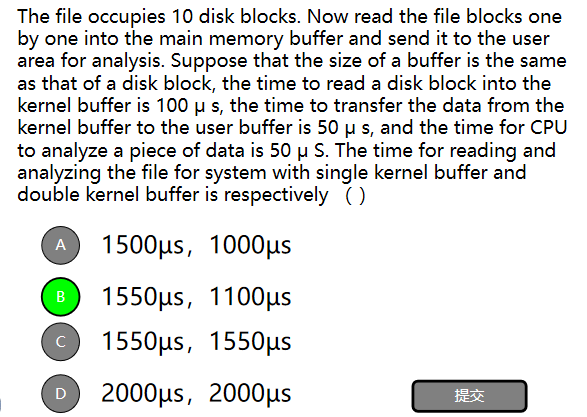 The file occupies 10 disk blocks. Now read the file blocks one
by one into the main memory buffer and send it to the user
area for analysis. Suppose that the size of a buffer is the same
as that of a disk block, the time to read a disk block into the
kernel buffer is 100 μ s, the time to transfer the data from the
kernel buffer to the user buffer is 50 μ s, and the time for CPU
to analyze a piece of data is 50 μ S. The time for reading and
analyzing the file for system with single kernel buffer and
double kernel buffer is respectively （ ）
A 1500μs，1000μs
B 1550μs，1100μs
C 1550μs，1550μs
D 2000μs，2000μs
提交